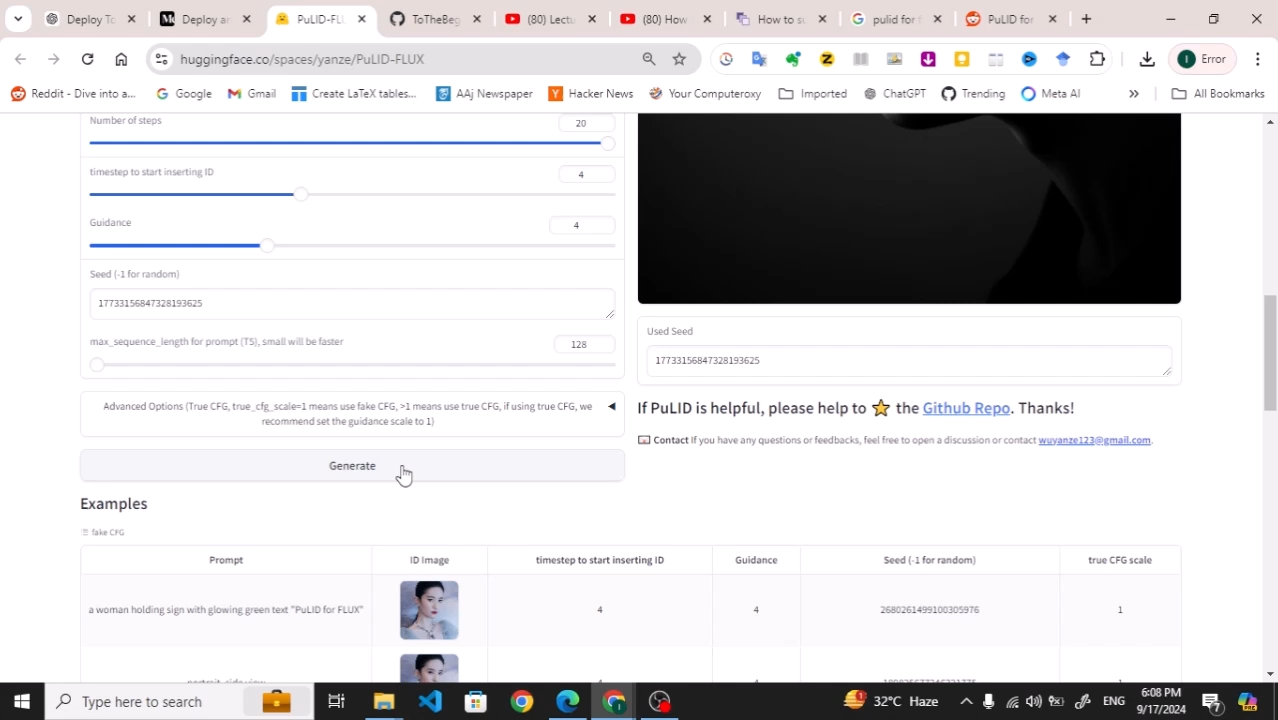 Deploy To
Deploy ar
PuLID-FLU
ToTheBeg
(80) Lectu
(80) How
How to su
pulid for f
PuLID for
huggingface.co/spaces/yanze/PuLID-FLUX
Error
Reddit - Dive into a...
Google
Gmail
Create LaTeX tables...
AAj Newspaper
Hacker News
Your Computeroxy
Imported
ChatGPT
Trending
Meta AI
All Bookmarks
Number of steps
20
timestep to start inserting ID
4
Guidance
4
Seed (-1 for random)
17733156847328193625
max_sequence_length for prompt (T5), small will be faster
128
Advanced Options (True CFG, true_cfg_scale=1 means use fake CFG, >1 means use true CFG, if using true CFG, we
recommend set the guidance scale to 1)
Generate
Used Seed
17733156847328193625
If PuLID is helpful, please help to ⭐ the Github Repo. Thanks!
Contact If you have any questions or feedbacks, feel free to open a discussion or contact wuyanze123@gmail.com.
Examples
fake CFG
Prompt ID Image timestep to start inserting ID Guidance Seed (-1 for random) true CFG scale
a woman holding sign with glowing green text "PuLID for FLUX" 4 4 2680261499100305976 1
portrait, side view
Type here to search
32°C Haze
ENG
6:08 PM
9/17/2024